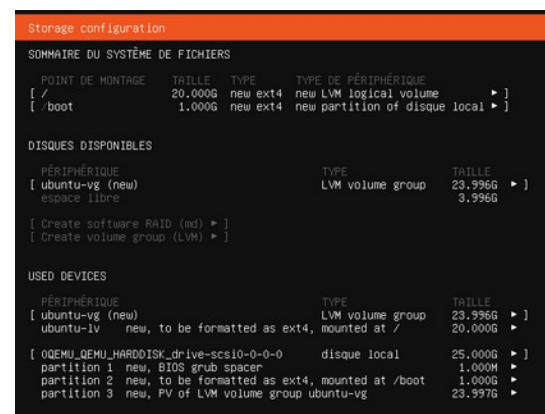 Storage configuration
SOMMAIRE DU SYSTÈME DE FICHIERS
POINT DE MONTAGE TAILLE TYPE TYPE DE PÉRIPHÉRIQUE
[ / 20.000G new ext4 new LVM logical volume ▸ ]
[ /boot 1.000G new ext4 new partition of disque local ▸ ]
DISQUES DISPONIBLES
PÉRIPHÉRIQUE TYPE TAILLE
[ ubuntu-vg (new) LVM volume group 23.996G ▸ ]
espace libre 3.996G
[ Create software RAID (md) ▸ ]
[ Create volume group (LVM) ▸ ]
USED DEVICES
PÉRIPHÉRIQUE TYPE TAILLE
[ ubuntu-vg (new) LVM volume group 23.996G ▸ ]
ubuntu-lv new, to be formatted as ext4, mounted at / 20.000G ▸
[ 0QEMU_QEMU_HARDDISK_drive-scsi0-0-0-0 disque local 25.000G ▸ ]
partition 1 new, BIOS grub spacer 1.000M ▸
partition 2 new, to be formatted as ext4, mounted at /boot 1.000G ▸
partition 3 new, PV of LVM volume group ubuntu-vg 23.997G ▸